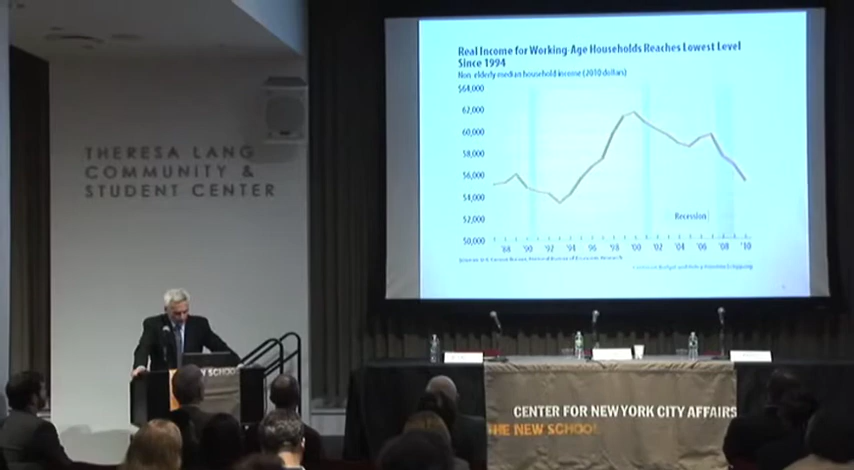 Real Income for Working-Age Households Reaches Lowest Level
Since 1994
Non-elderly median household income (2010 dollars)
$64,000
62,000
60,000
58,000
56,000
54,000
52,000
50,000
Recession
'88 '90 '92 '94 '96 '98 '00 '02 '04 '06 '08 '10
THERESA LANG
COMMUNITY &
STUDENT CENTER
NEW SCHOOL
CENTER FOR NEW YORK CITY AFFAIRS
THE NEW SCHOOL